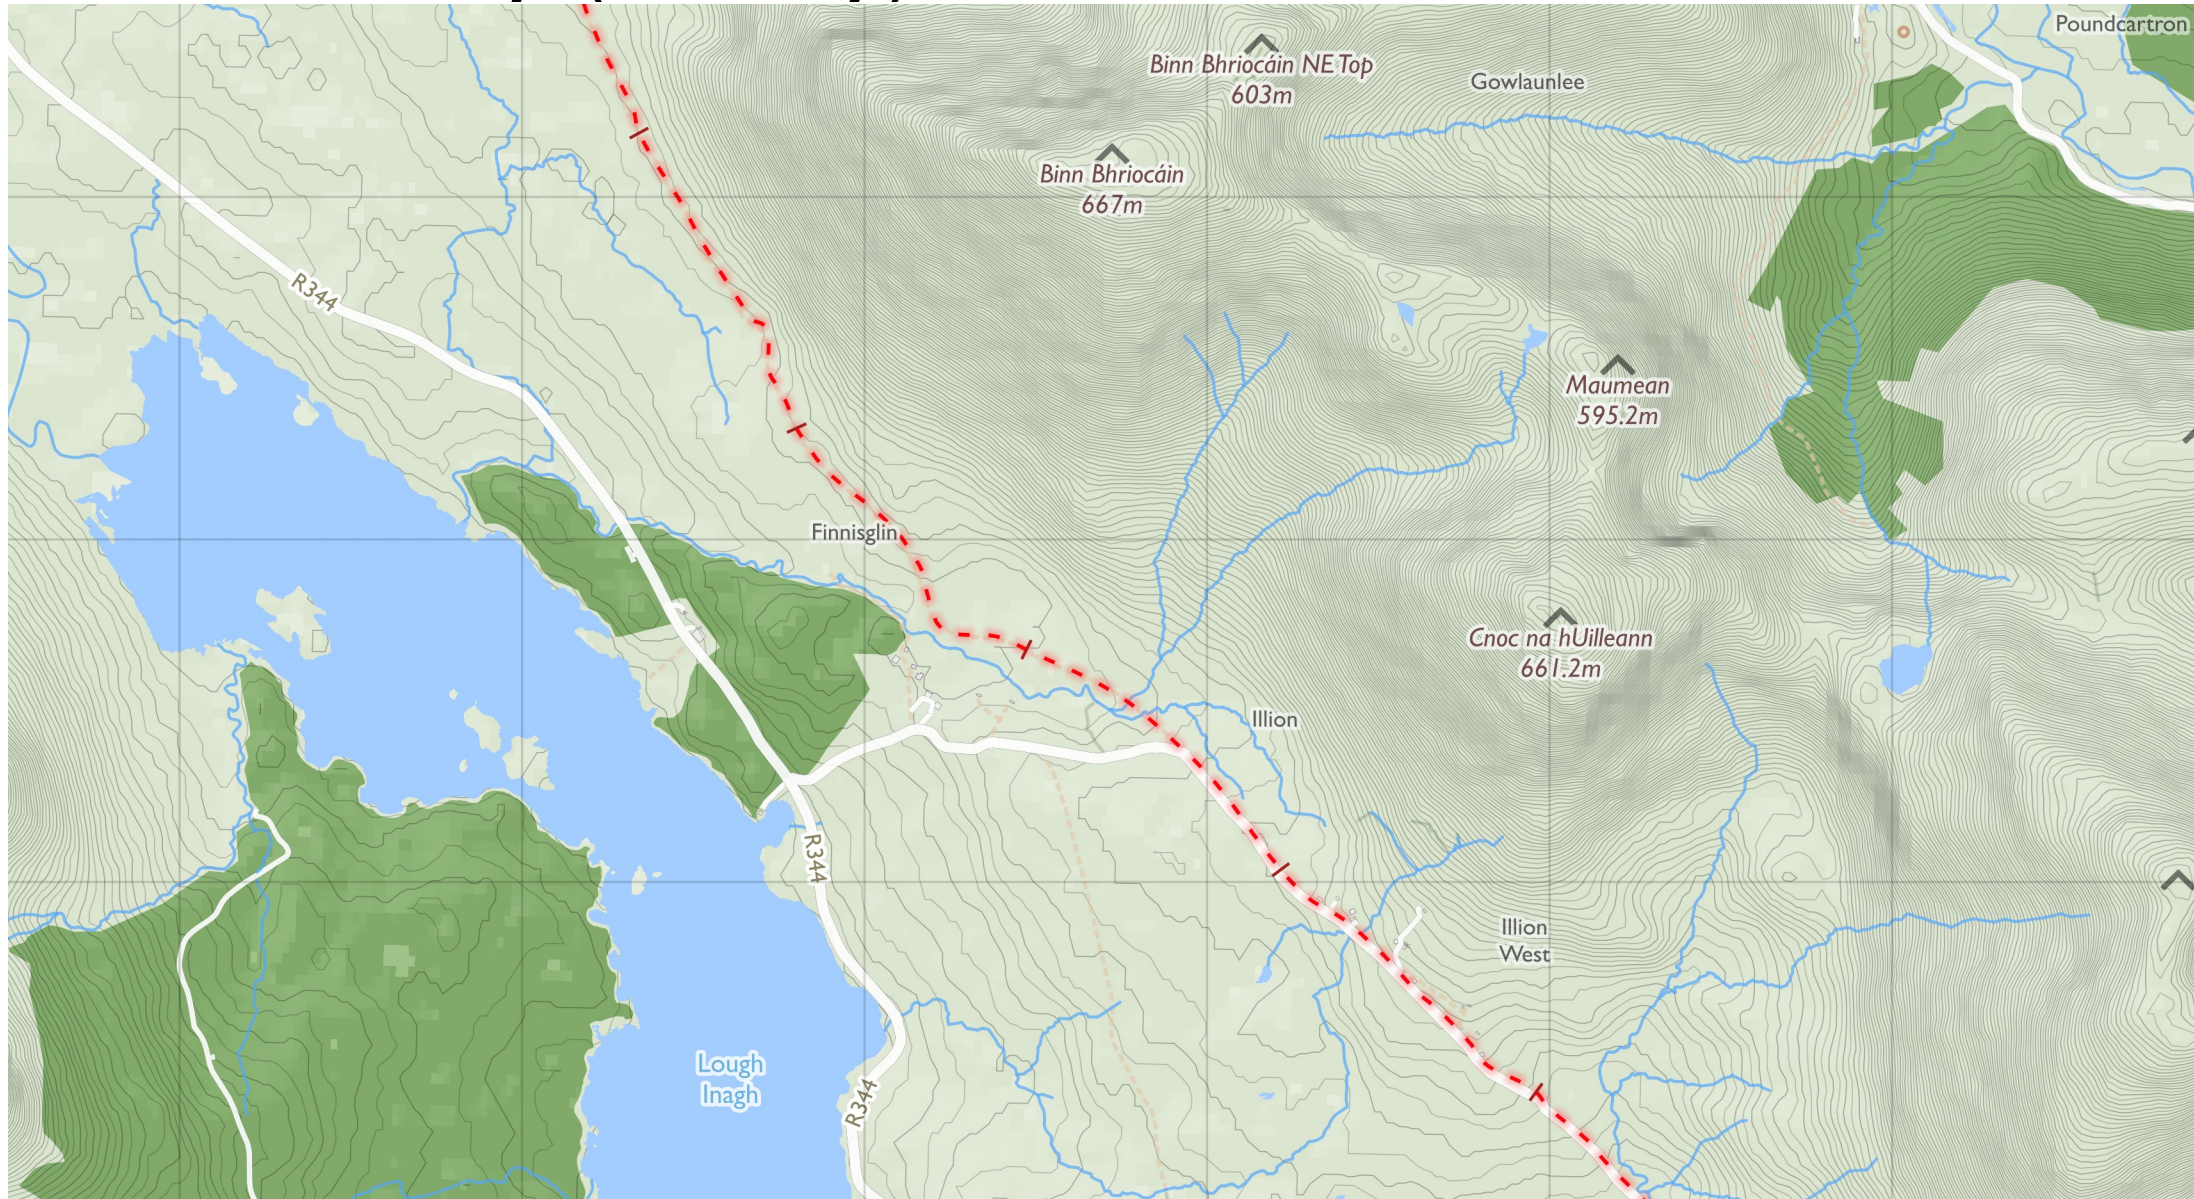 Poundcartron
Binn Bhriocáin NE Top
603m
Gowlaunlee
Binn Bhriocáin
667m
R344
Maumean
595.2m
Finnisglin
Cnoc na hUilleann
661.2m
Illion
R344
Illion
West
Lough
Inagh
R344